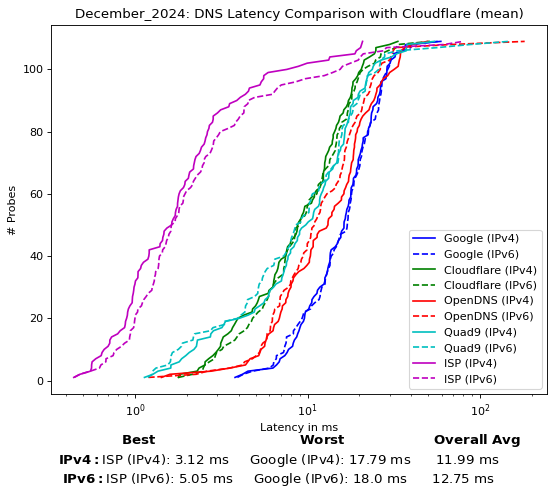 December_2024: DNS Latency Comparison with Cloudflare (mean)
# Probes
100
80
60
40
20
0
Google (IPv4)
Google (IPv6)
Cloudflare (IPv4)
Cloudflare (IPv6)
OpenDNS (IPv4)
OpenDNS (IPv6)
Quad9 (IPv4)
Quad9 (IPv6)
ISP (IPv4)
ISP (IPv6)
10⁰ 10¹ 10²
Latency in ms
Best Worst Overall Avg
IPv4: ISP (IPv4): 3.12 ms Google (IPv4): 17.79 ms 11.99 ms
IPv6: ISP (IPv6): 5.05 ms Google (IPv6): 18.0 ms 12.75 ms